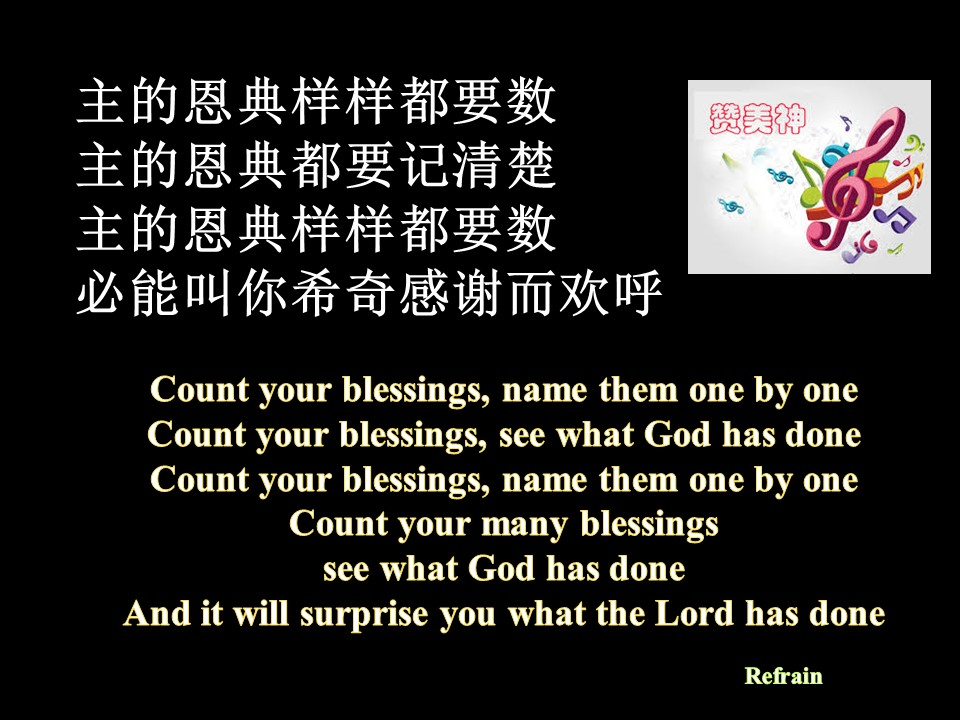 主的恩典样样都要数
主的恩典都要记清楚
主的恩典样样都要数
必能叫你希奇感谢而欢呼
赞美神
Count your blessings, name them one by one
Count your blessings, see what God has done
Count your blessings, name them one by one
Count your many blessings
see what God has done
And it will surprise you what the Lord has done
Refrain